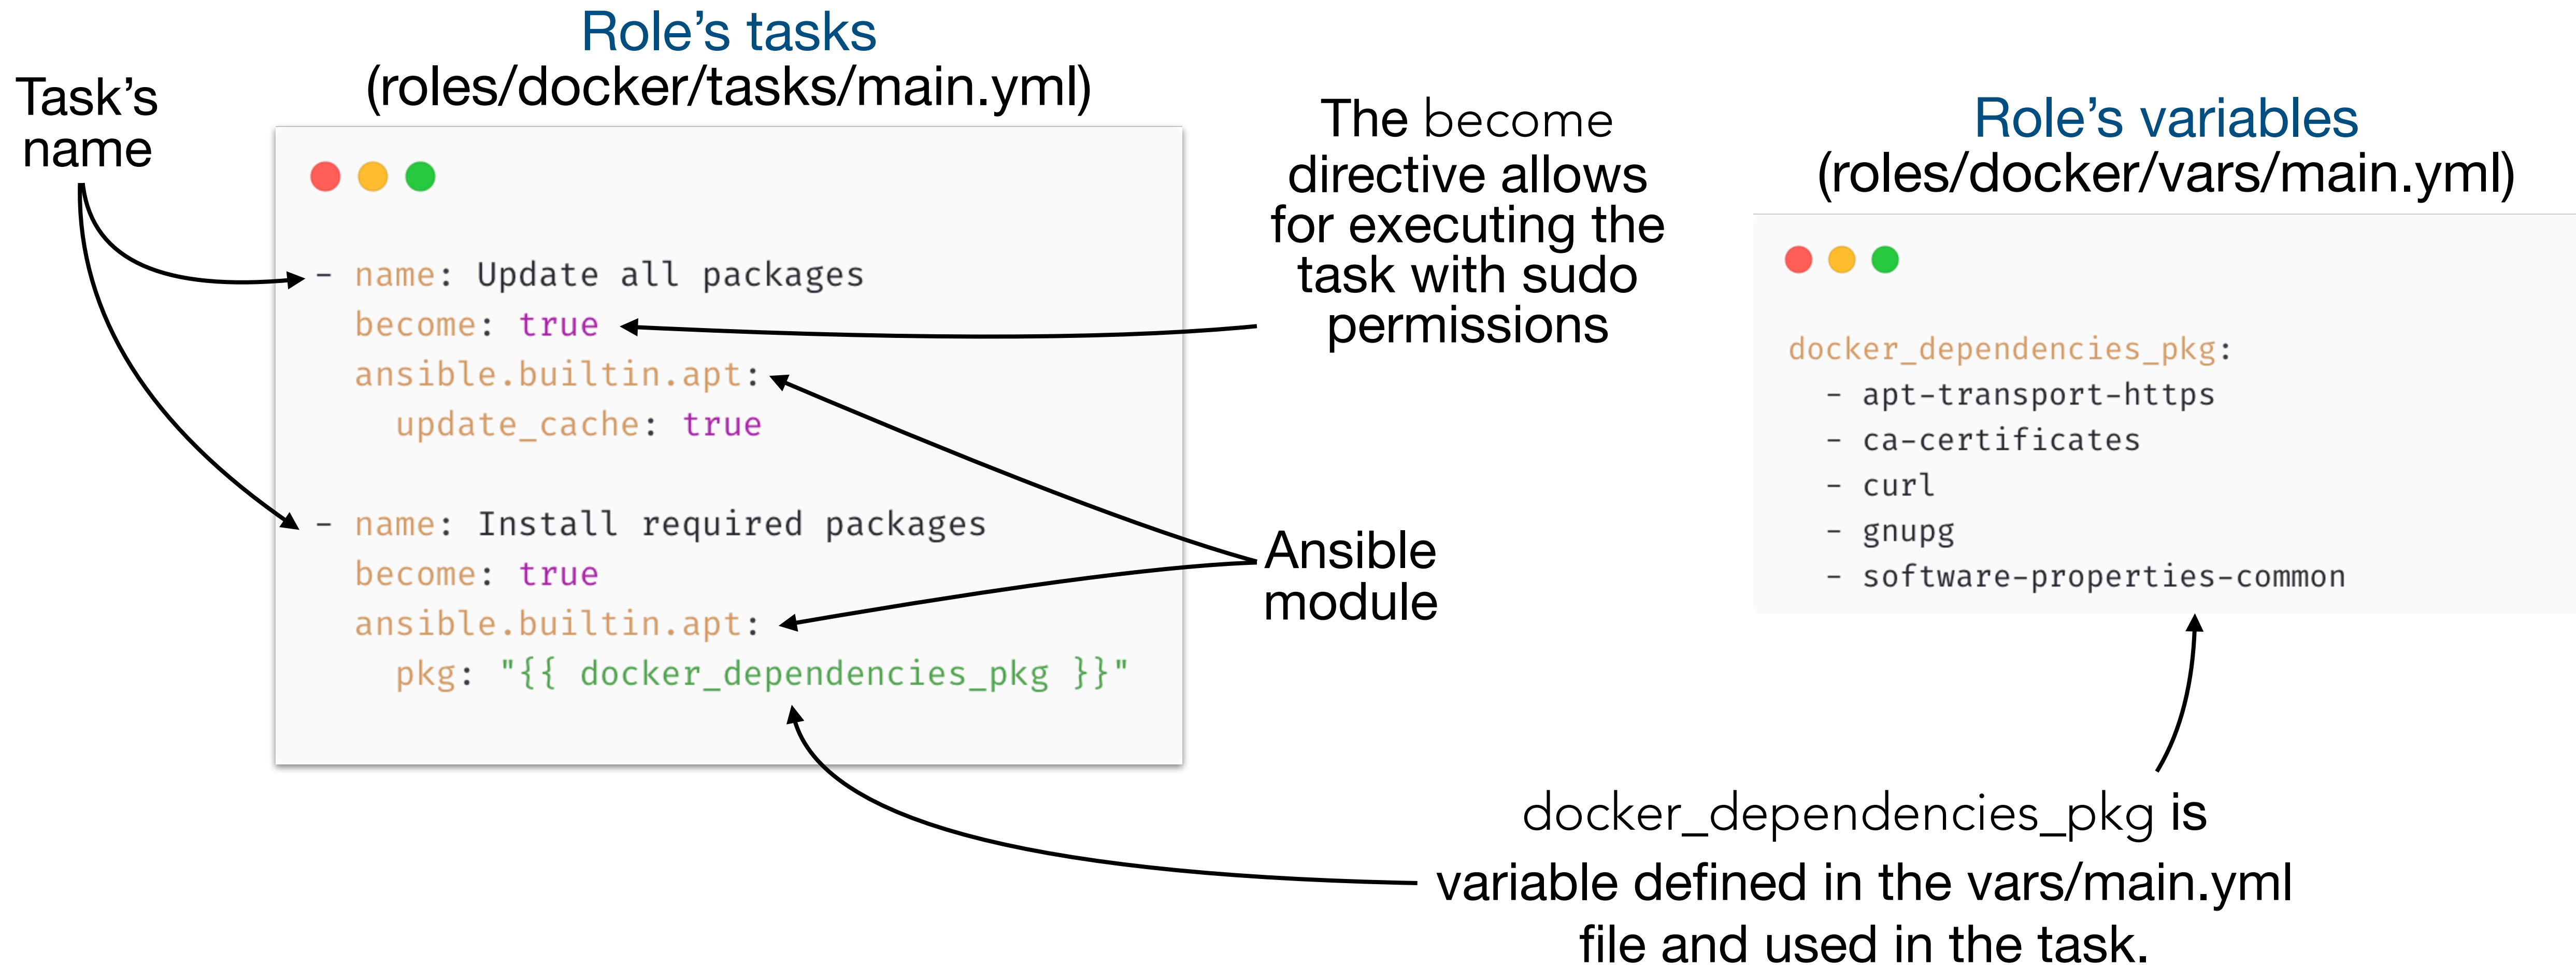 Role’s tasks
(roles/docker/tasks/main.yml)
Task’s
name
- name: Update all packages
become: true
ansible.builtin.apt:
update_cache: true
- name: Install required packages
become: true
ansible.builtin.apt:
pkg: "{{ docker_dependencies_pkg }}"
The become
directive allows
for executing the
task with sudo
permissions
Ansible
module
Role’s variables
(roles/docker/vars/main.yml)
docker_dependencies_pkg:
- apt-transport-https
- ca-certificates
- curl
- gnupg
- software-properties-common
docker_dependencies_pkg is
variable defined in the vars/main.yml
file and used in the task.